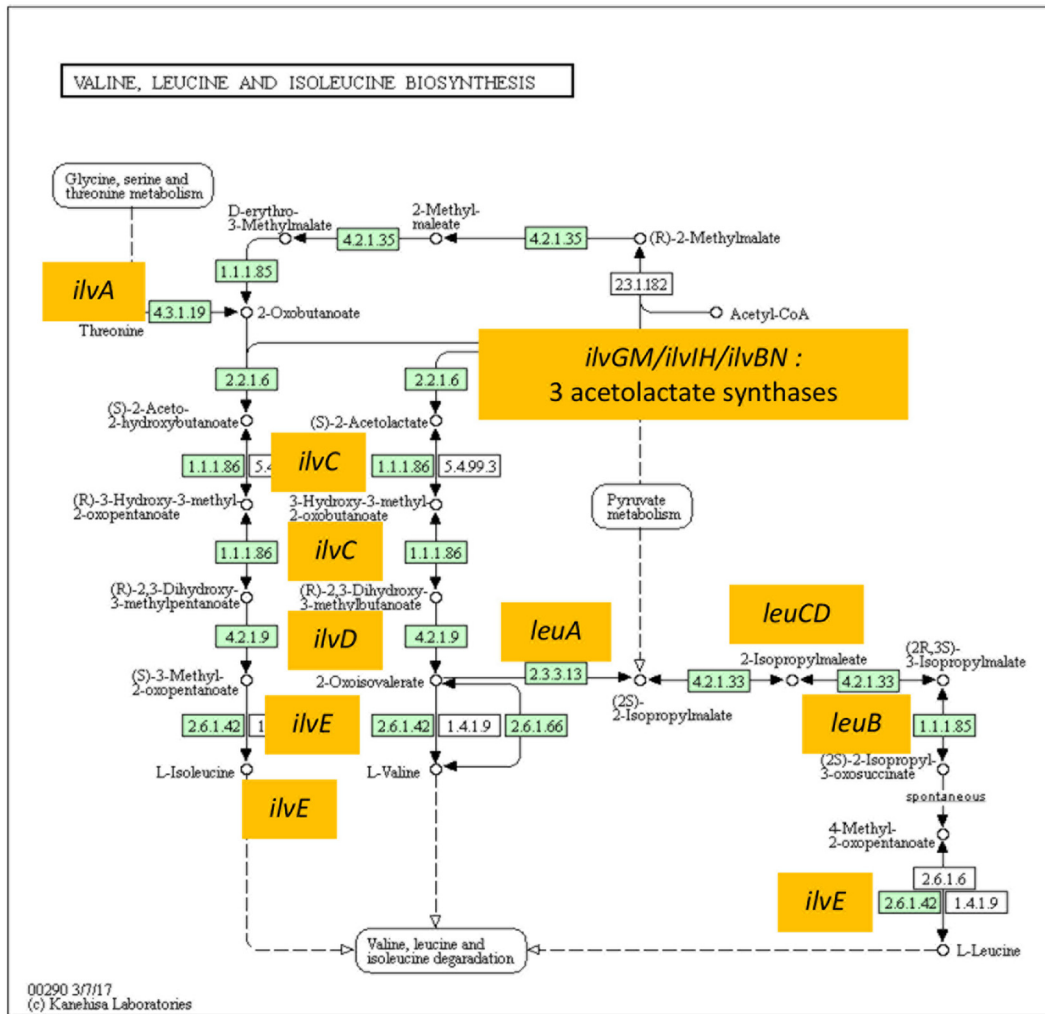 VALINE, LEUCINE AND ISOLEUCINE BIOSYNTHESIS
Glycine, serine and
threonine metabolism
D-erythro-
3-Methylmalate
2-Methyl-
maleate
4.2.1.35
4.2.1.35
(R)-2-Methylmalate
1.1.1.85
2.3.1.182
ilvA
4.3.1.19
2-Oxobutanoate
Acetyl-CoA
Threonine
ilvGM/ilvIH/ilvBN :
3 acetolactate synthases
2.2.1.6
2.2.1.6
(S)-2-Aceto-
2-hydroxybutanoate
(S)-2-Acetolactate
ilvC
1.1.1.86
5.4
1.1.1.86
5.4.99.3
(R)-3-Hydroxy-3-methyl-
2-oxopentanoate
3-Hydroxy-3-methyl-
2-oxobutanoate
Pyruvate
metabolism
1.1.1.86
ilvC
1.1.1.86
(R)-2,3-Dihydroxy-
3-methylpentanoate
(R)-2,3-Dihydroxy-
3-methylbutanoate
4.2.1.9
ilvD
4.2.1.9
leuA
leuCD
(S)-3-Methyl-
2-oxopentanoate
2-Oxoisovalerate
2.3.3.13
(2S)-
2-Isopropylmalate
4.2.1.33
2-Isopropylmaleate
4.2.1.33
(2R,3S)-
3-Isopropylmalate
2.6.1.42
1
ilvE
2.6.1.42
1.4.1.9
2.6.1.66
leuB
1.1.1.85
L-Isoleucine
L-Valine
(2S)-2-Isopropyl-
3-oxosuccinate
ilvE
spontaneous
4-Methyl-
2-oxopentanoate
2.6.1.6
ilvE
2.6.1.42
1.4.1.9
Valine, leucine and
isoleucine degaradation
L-Leucine
00290 3/7/17
(c) Kanehisa Laboratories